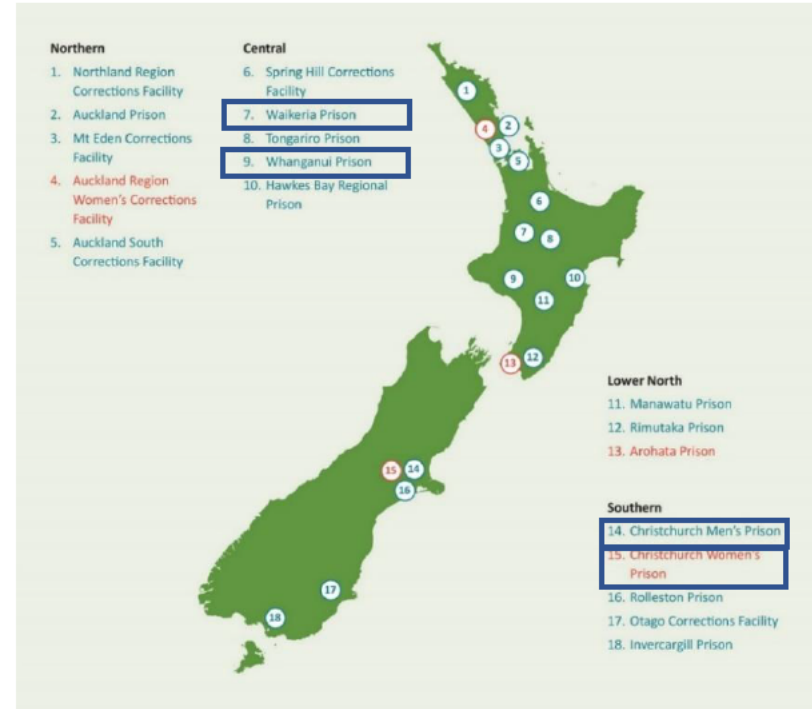 Northern
1. Northland Region
Corrections Facility
2. Auckland Prison
3. Mt Eden Corrections
Facility
4. Auckland Region
Women's Corrections
Facility
5. Auckland South
Corrections Facility
Central
6. Spring Hill Corrections
Facility
7. Waikeria Prison
8. Tongariro Prison
9. Whanganui Prison
10. Hawkes Bay Regional
Prison
1
4
2
3
5
6
7
8
9
10
11
13
12
15
14
16
17
18
Lower North
11. Manawatu Prison
12. Rimutaka Prison
13. Arohata Prison
Southern
14. Christchurch Men's Prison
15. Christchurch Women's
Prison
16. Rolleston Prison
17. Otago Corrections Facility
18. Invercargill Prison